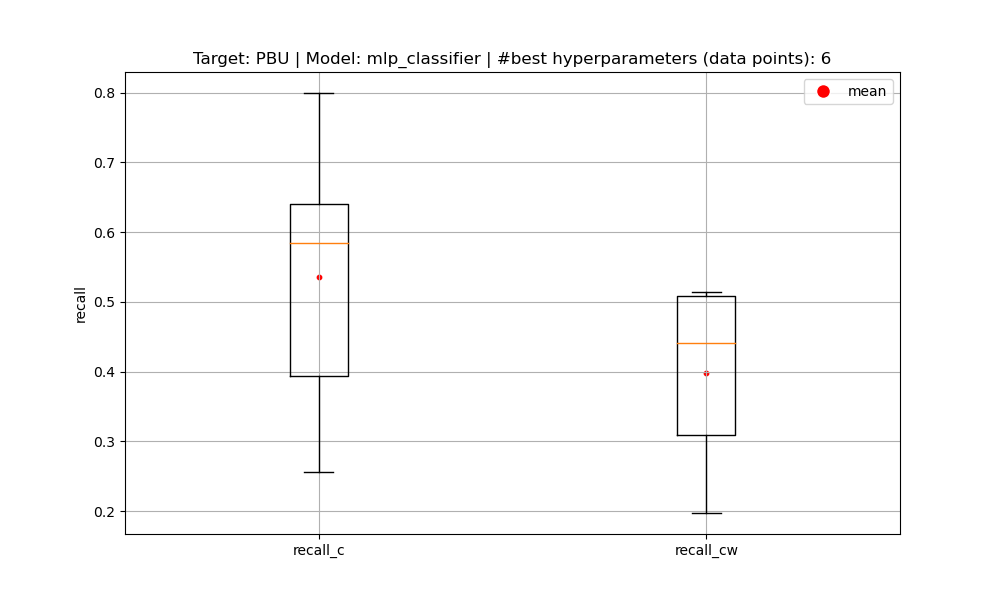 Target: PBU | Model: mlp_classifier | #best hyperparameters (data points): 6
mean
0.8
0.7
0.6
0.5
0.4
0.3
0.2
recall
recall_c
recall_cw